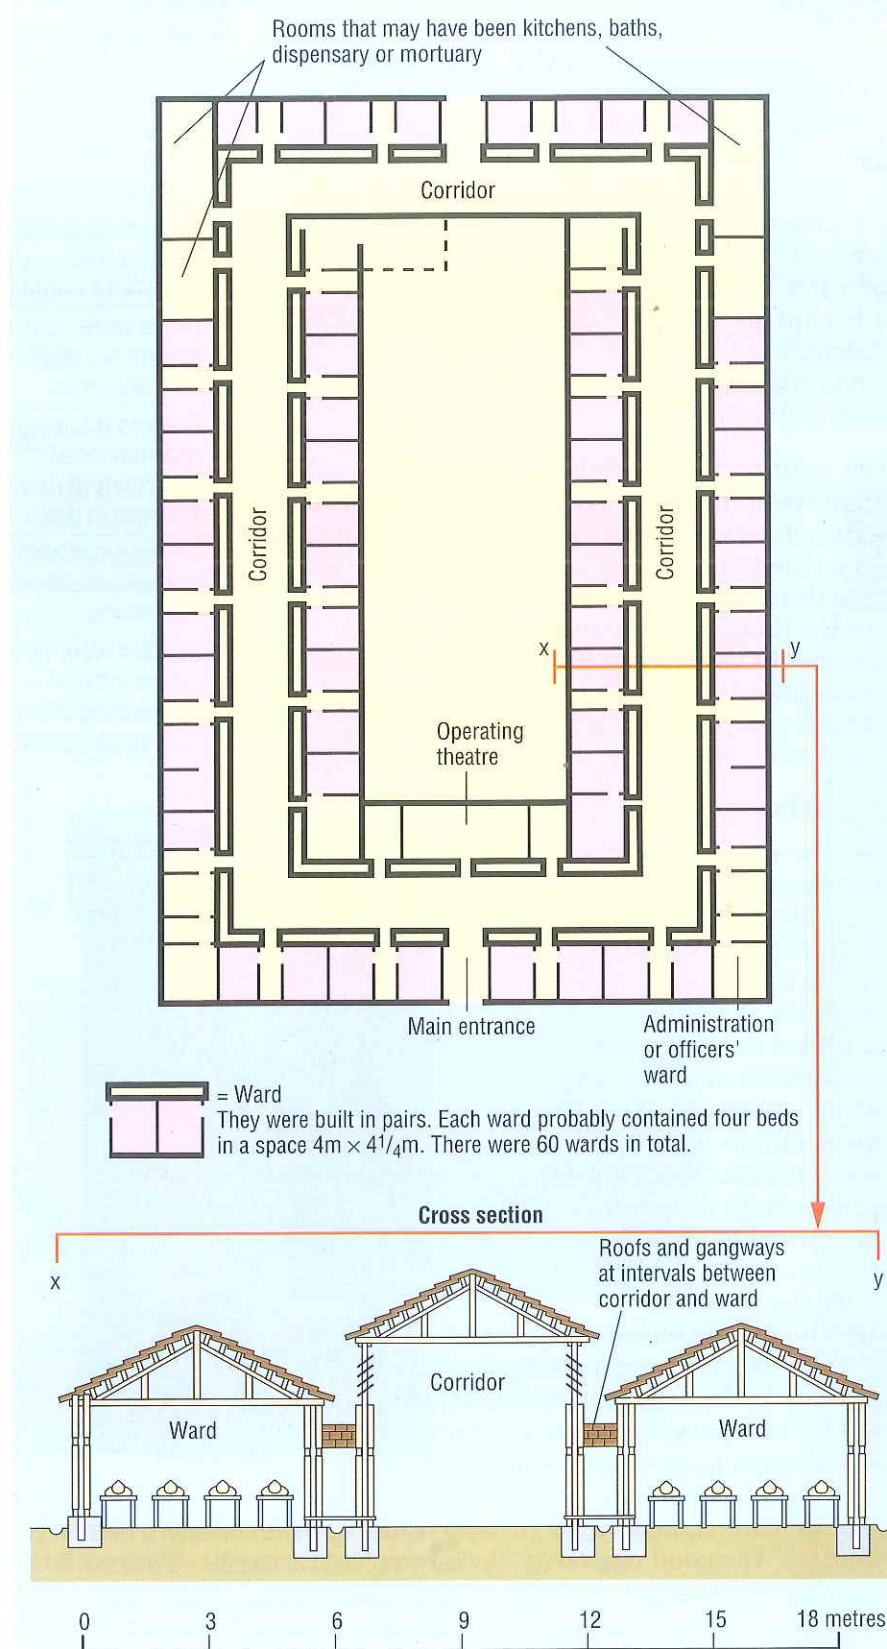 Rooms that may have been kitchens, baths,
dispensary or mortuary
Corridor
Corridor
Corridor
x
y
Operating
theatre
Main entrance
Administration
or officers'
ward
= Ward
They were built in pairs. Each ward probably contained four beds
in a space 4m × 4¹/₄m. There were 60 wards in total.
Cross section
x
y
Roofs and gangways
at intervals between
corridor and ward
Ward
Corridor
Ward
0 3 6 9 12 15 18 metres